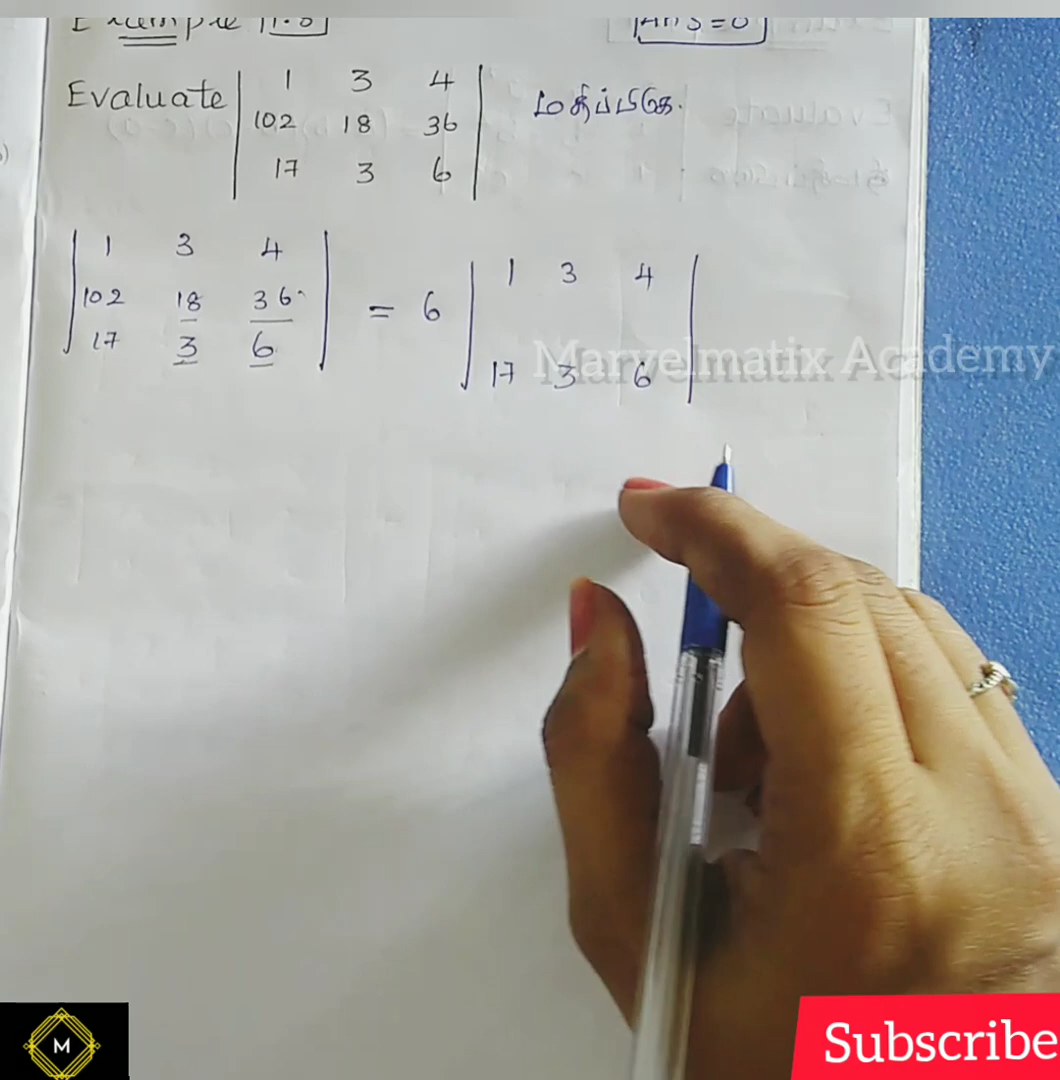 Example 11.8
Ans = 0
Evaluate | 1 3 4 | மதிப்பிடுக.
| 102 18 36 |
| 17 3 6 |
| 1 3 4 |
| 102 18 36 | = 6 | 1 3 4 |
| 17 3 6 |
| 17 3 6 |
Marvelmatix Academy
M
Subscribe